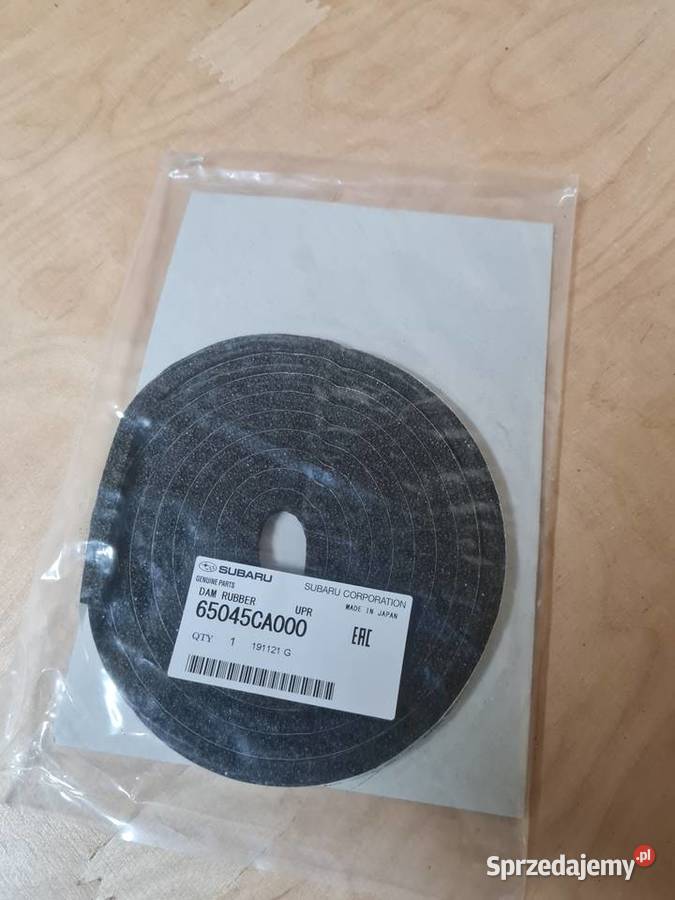 SUBARU
GENUINE PARTS
SUBARU CORPORATION
DAM RUBBER UPR
MADE IN JAPAN
65045CA000
EAC
QTY 1 191121 G
Sprzedajemy.pl